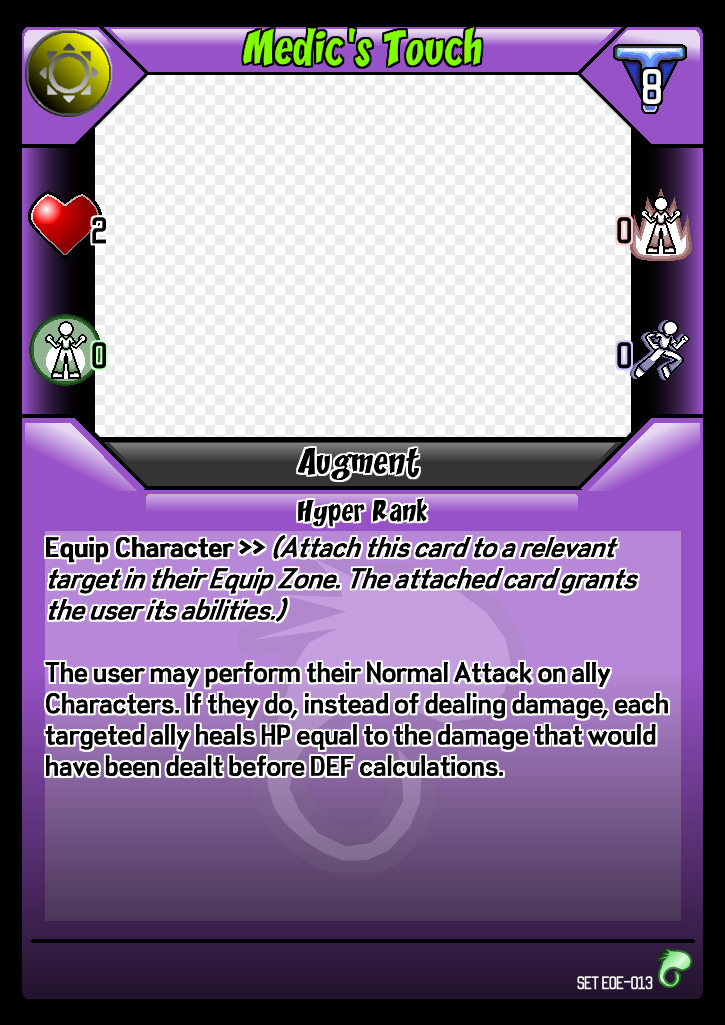 Medic's Touch
8
2
0
0
0
Augment
Hyper Rank
Equip Character >> (Attach this card to a relevant
target in their Equip Zone. The attached card grants
the user its abilities.)
The user may perform their Normal Attack on ally
Characters. If they do, instead of dealing damage, each
targeted ally heals HP equal to the damage that would
have been dealt before DEF calculations.
SET EOE-013